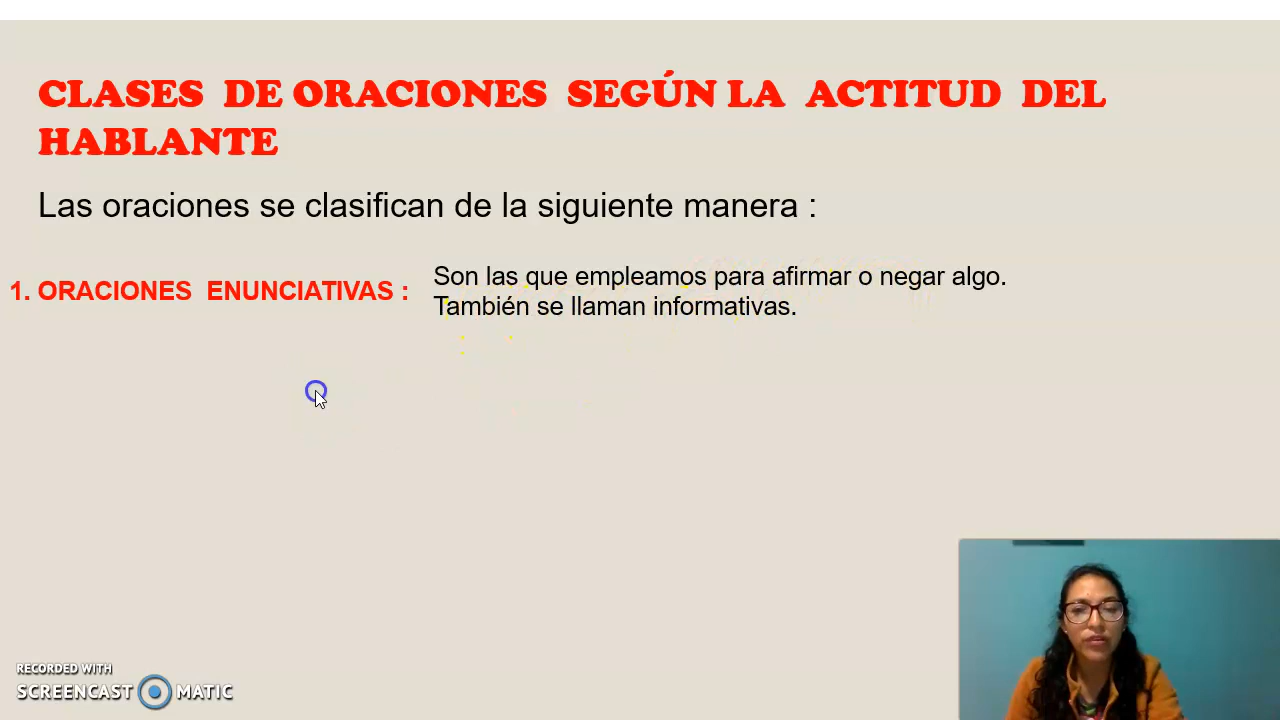 CLASES DE ORACIONES SEGÚN LA ACTITUD DEL
HABLANTE
Las oraciones se clasifican de la siguiente manera :
1. ORACIONES ENUNCIATIVAS :
Son las que empleamos para afirmar o negar algo.
También se llaman informativas.
RECORDED WITH
SCREENCAST MATIC